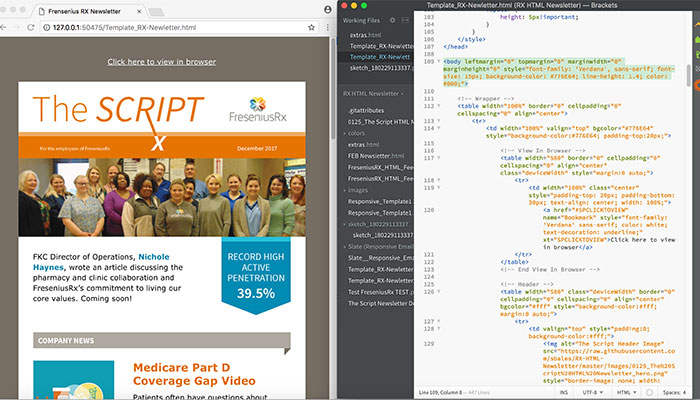 Frensenius RX Newsletter
127.0.0.1:50475/Template_RX-Newletter.html
Click here to view in browser
The SCRIPT
X
FreseniusRx
For the employees of FreseniusRx
December 2017
FKC Director of Operations, Nichole
Haynes, wrote an article discussing the
pharmacy and clinic collaboration and
FreseniusRx's commitment to living our
core values. Coming soon!
RECORD HIGH
ACTIVE
PENETRATION
39.5%
COMPANY NEWS
Medicare Part D
Coverage Gap Video
Patients often have questions about
Template_RX-Newletter.html (RX HTML Newsletter) — Brackets
Working Files
extras.html
Template_RX-Newletter
Template_RX-Newlett
sketch_180229113337.p
RX HTML Newsletter
.gitattributes
0125_The Script HTML N
colors
extras.html
FEB Newletter.html
FreseniusRX_HTML_Fee
FreseniusRX_HTML_Feed
images
Responsive_Template1
sketch_180229113337
Slate (Responsive Email
Slate__Responsive_Emai
Template_RX-Newletter
Template_RX-Newletter
Test FreseniusRX TEST.p
The Script Newsletter De
103 height: 5px!important;
104 }
105 }
106 </style>
107 </head>
108
109 <body leftmargin="0" topmargin="0" marginwidth="0"
marginheight="0" style="font-family: 'Verdana', sans-serif; font-
size: 15px; background-color: #776E64; line-height: 1.4; color:
#000;">
110
111 <!-- Wrapper -->
112 <table width="100%" border="0" cellpadding="0"
cellspacing="0" align="center">
113 <tr>
114 <td width="100%" valign="top" bgcolor="#776E64"
style="background-color:#776E64; padding-top:20px;">
115
116 <!-- View In Browser -->
117 <table width="580" border="0" cellpadding="0"
cellspacing="0" align="center"
class="deviceWidth" style="margin:0 auto;">
118 <tr>
119 <td width="100%" class="center"
style="padding-top: 20px; padding-bottom:
30px; text-align: center; width: 100%;">
120 <a href="#SPCLICKTOVIEW"
name="Bookmark" style="font-family:
'Verdana' sans-serif; color: white;
text-decoration: underline;"
xt="SPCLICKTOVIEW">Click here to view
in browser</a>
121 </td>
122 </tr>
123 </table>
124 <!-- End View In Browser -->
125 <!-- Header -->
126 <table width="580" class="deviceWidth" border="0"
cellpadding="0" cellspacing="0" align="center"
bgcolor="#fff" style="background-color:#fff;
margin:0 auto;">
127 <tr>
128 <td valign="top" style="padding:0;
background-color:#fff;">
129 <img alt="The Script Header Image"
src="https://raw.githubusercontent.co
m/sbales/RX-HTML-
Newletter/master/images/0125_The%20S
cript%20HTML%20Newsletter_hero.png"
style="border-image: none; width:
Line 109, Column 8 — 447 Lines
INS
UTF-8
HTML
Spaces: 4